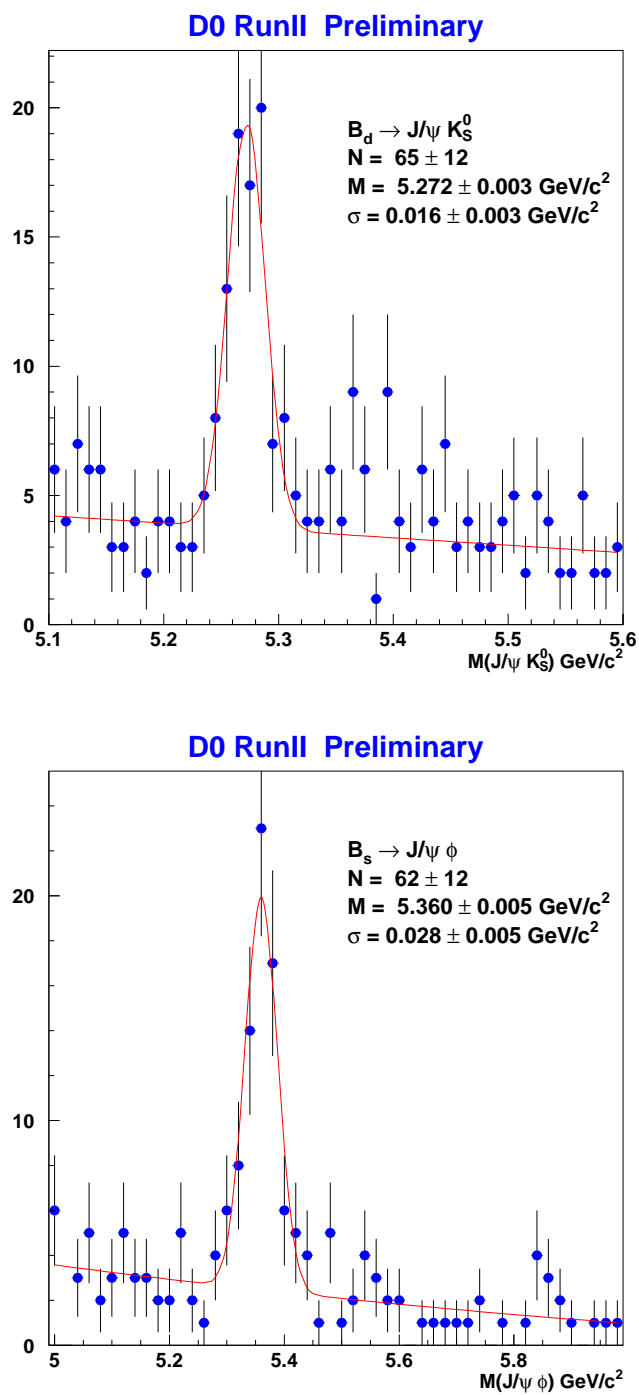 D0 RunII Preliminary
20
15
10
5
0
B_d → J/ψ K_S^0
N = 65 ± 12
M = 5.272 ± 0.003 GeV/c²
σ = 0.016 ± 0.003 GeV/c²
5.1 5.2 5.3 5.4 5.5 5.6
M(J/ψ K_S^0) GeV/c²
D0 RunII Preliminary
20
10
0
B_s → J/ψ φ
N = 62 ± 12
M = 5.360 ± 0.005 GeV/c²
σ = 0.028 ± 0.005 GeV/c²
5 5.2 5.4 5.6 5.8
M(J/ψ φ) GeV/c²